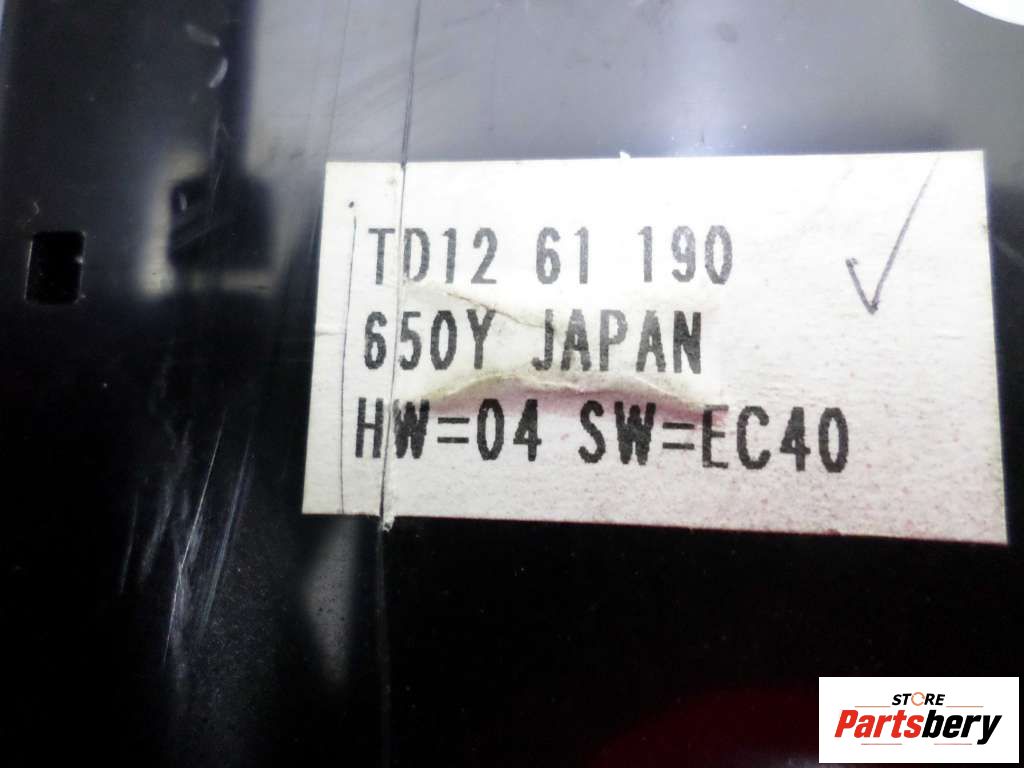 TD12 61 190
650Y JAPAN
HW=04 SW=EC40
STORE
Partsbery